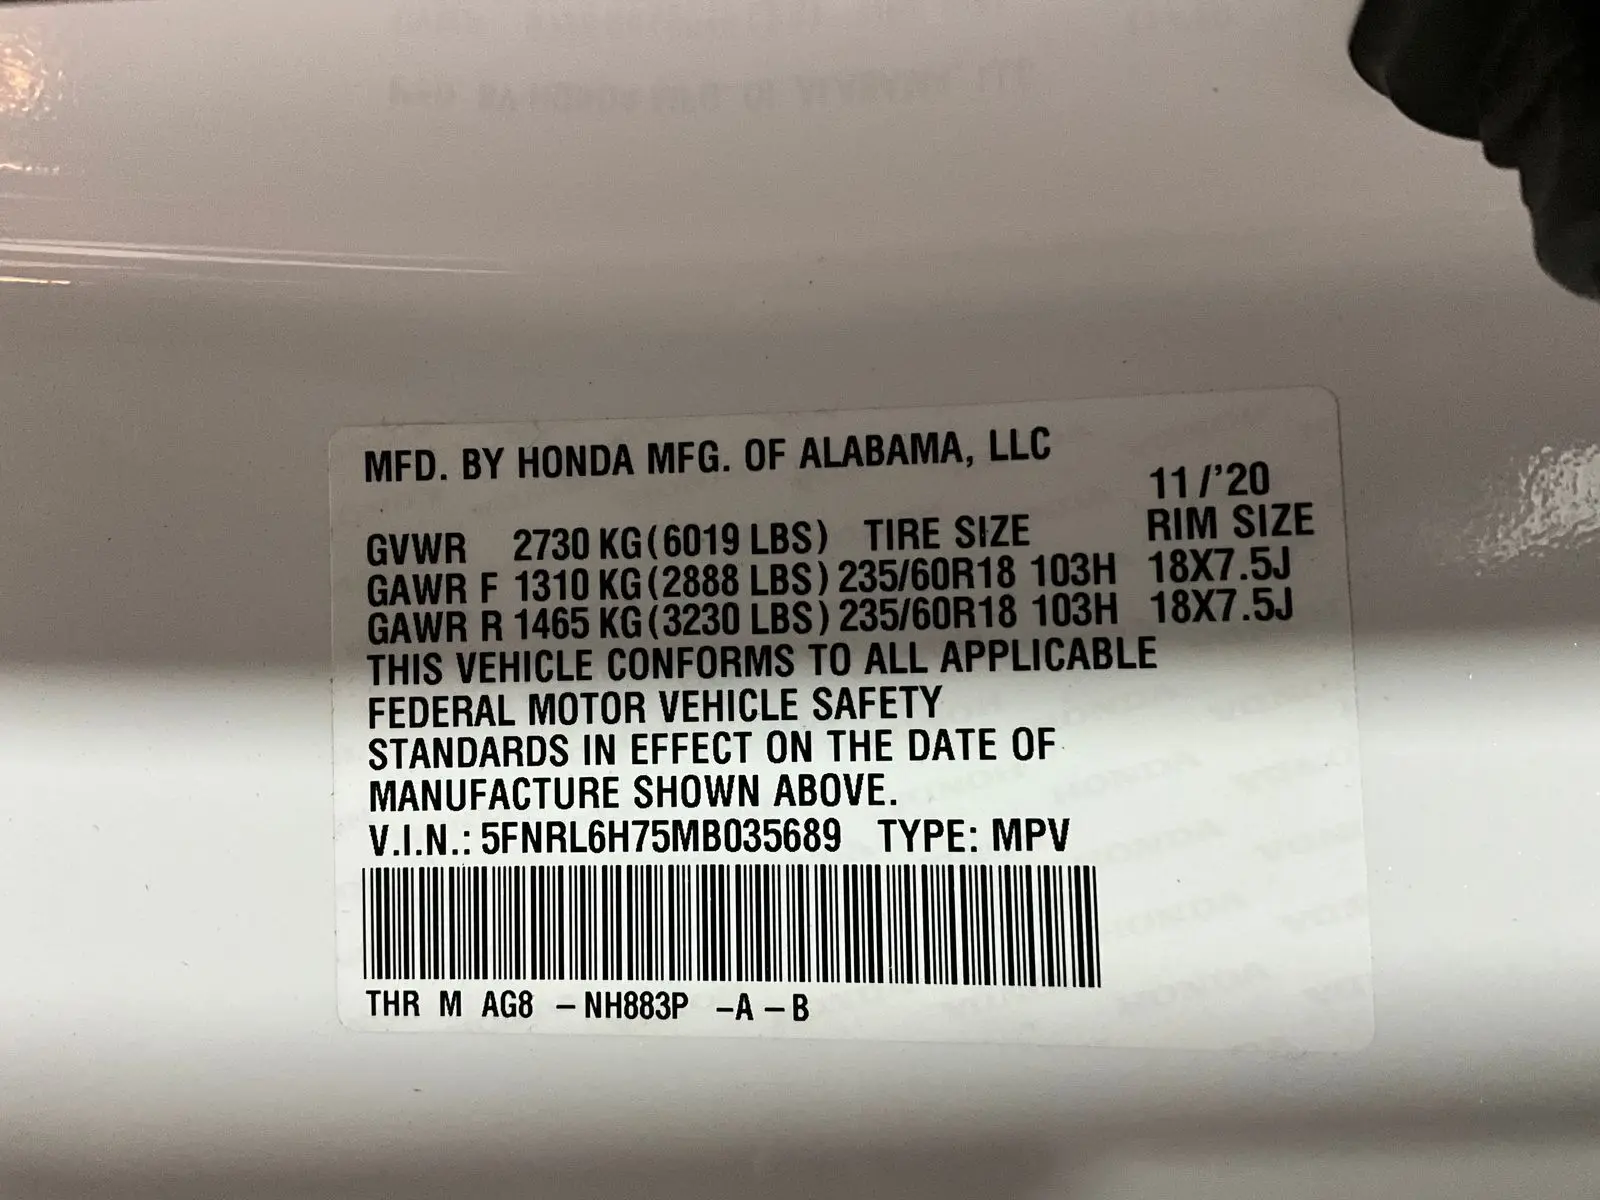 MFD. BY HONDA MFG. OF ALABAMA, LLC
11/'20
GVWR 2730 KG(6019 LBS) TIRE SIZE RIM SIZE
GAWR F 1310 KG(2888 LBS) 235/60R18 103H 18X7.5J
GAWR R 1465 KG(3230 LBS) 235/60R18 103H 18X7.5J
THIS VEHICLE CONFORMS TO ALL APPLICABLE
FEDERAL MOTOR VEHICLE SAFETY
STANDARDS IN EFFECT ON THE DATE OF
MANUFACTURE SHOWN ABOVE.
V.I.N.: 5FNRL6H75MB035689 TYPE: MPV
THR M AG8 -NH883P -A-B